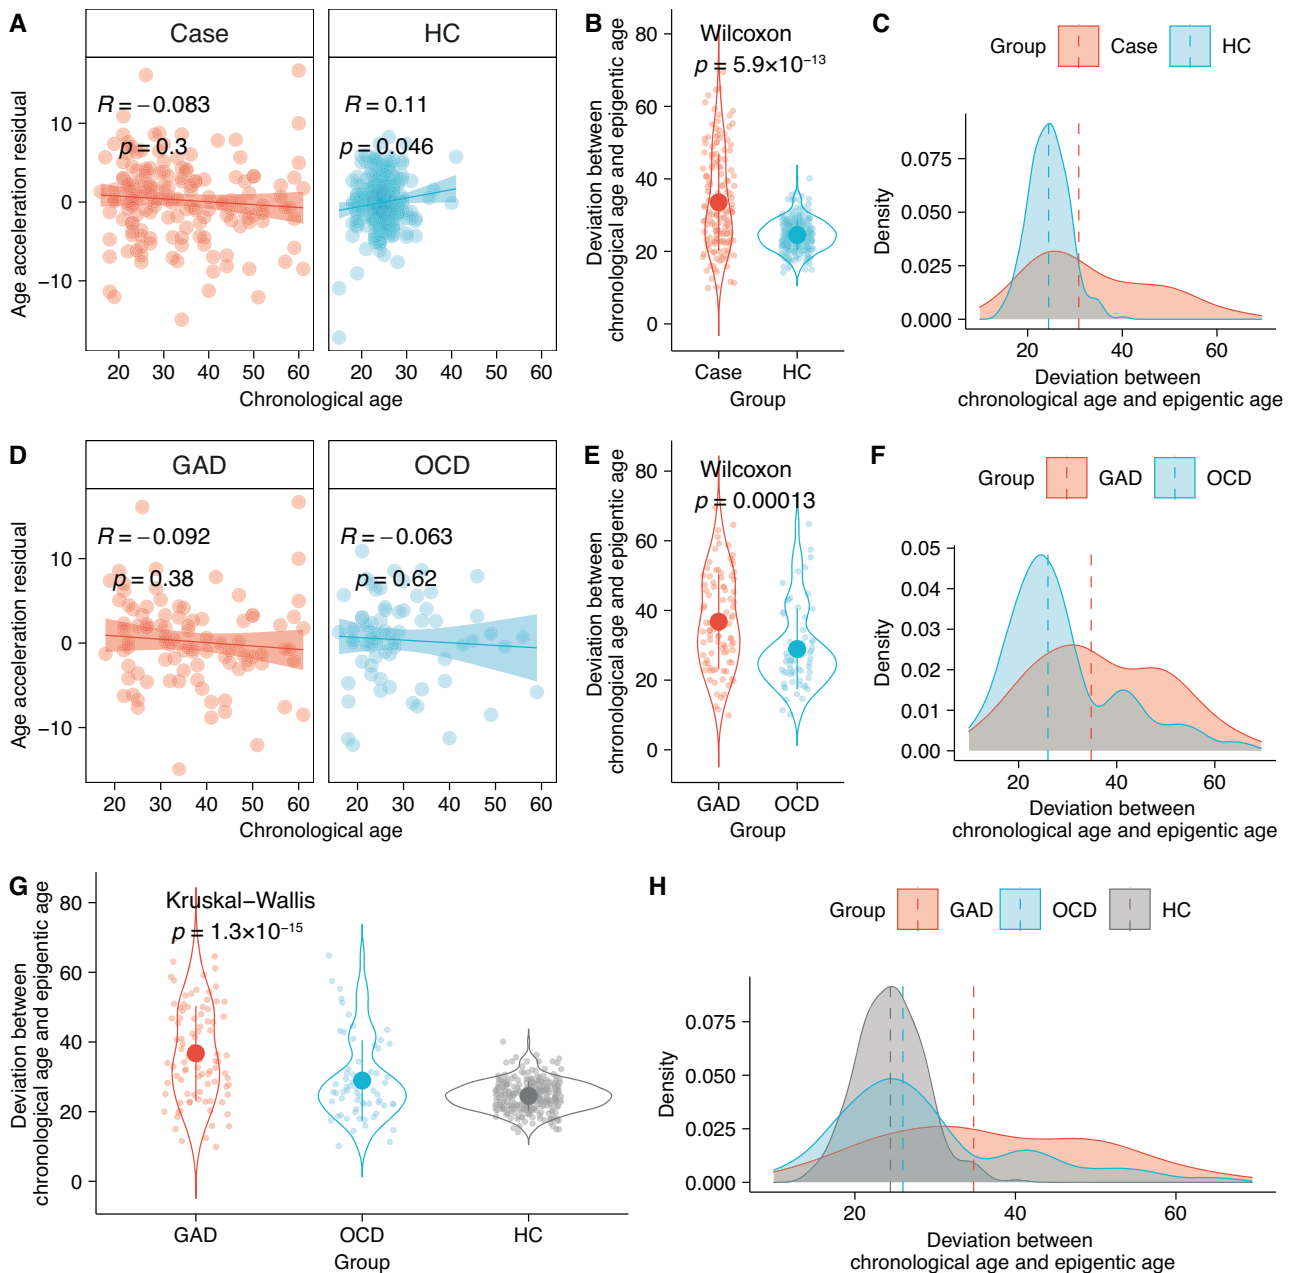 A
Case
HC
R = −0.083
p = 0.3
R = 0.11
p = 0.046
10
0
−10
Age acceleration residual
20 30 40 50 60
20 30 40 50 60
Chronological age
B
Wilcoxon
p = 5.9×10−13
80
60
40
20
0
Deviation between
chronological age and epigentic age
Case
HC
Group
C
Group
Case
HC
0.075
0.050
0.025
0.000
Density
20 40 60
Deviation between
chronological age and epigentic age
D
GAD
OCD
R = −0.092
p = 0.38
R = −0.063
p = 0.62
10
0
−10
Age acceleration residual
20 30 40 50 60
20 30 40 50 60
Chronological age
E
Wilcoxon
p = 0.00013
80
60
40
20
0
Deviation between
chronological age and epigentic age
GAD
OCD
Group
F
Group
GAD
OCD
0.05
0.04
0.03
0.02
0.01
0.00
Density
20 40 60
Deviation between
chronological age and epigentic age
G
Kruskal−Wallis
p = 1.3×10−15
80
60
40
20
0
Deviation between
chronological age and epigentic age
GAD
OCD
HC
Group
H
Group
GAD
OCD
HC
0.075
0.050
0.025
0.000
Density
20 40 60
Deviation between
chronological age and epigentic age